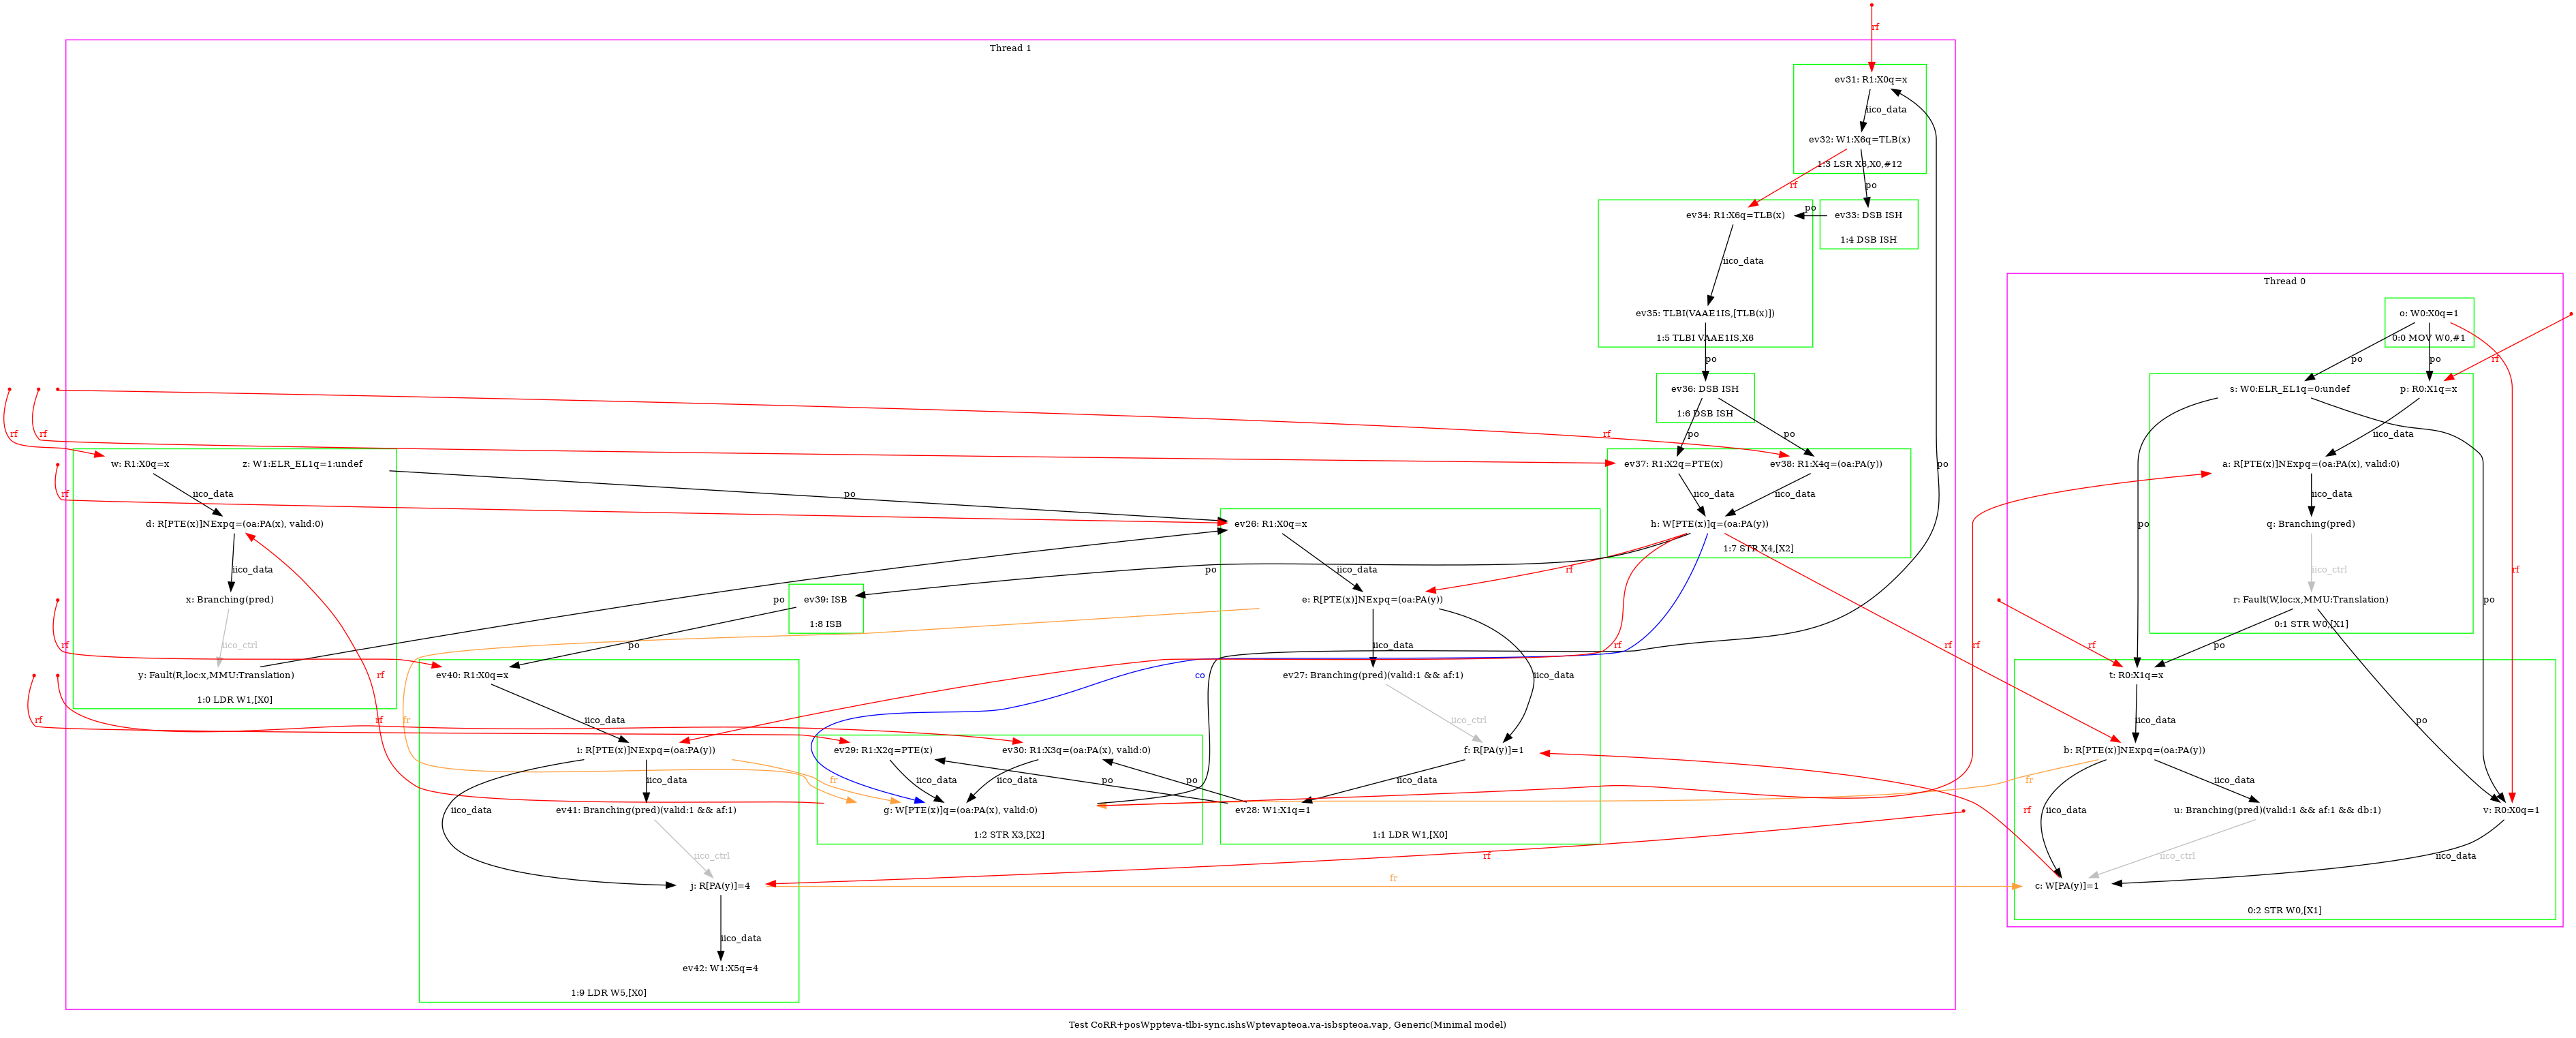 rf
Thread 1
ev31: R1:X0q=x
iico_data
ev32: W1:X6q=TLB(x)
1:3 LSR X6,X0,#12
rf
po
ev34: R1:X6q=TLB(x)
po
ev33: DSB ISH
1:4 DSB ISH
iico_data
ev35: TLBI(VAAE1IS,[TLB(x)])
1:5 TLBI VAAE1IS,X6
po
ev36: DSB ISH
1:6 DSB ISH
po
po
rf
rf
rf
ev37: R1:X2q=PTE(x)
ev38: R1:X4q=(oa:PA(y))
iico_data
iico_data
h: W[PTE(x)]q=(oa:PA(y))
1:7 STR X4,[X2]
po
w: R1:X0q=x
z: W1:ELR_EL1q=1:undef
iico_data
po
rf
d: R[PTE(x)]NExpq=(oa:PA(x), valid:0)
iico_data
x: Branching(pred)
iico_ctrl
y: Fault(R,loc:x,MMU:Translation)
1:0 LDR W1,[X0]
rf
po
ev26: R1:X0q=x
iico_data
rf
e: R[PTE(x)]NExpq=(oa:PA(y))
iico_data
iico_data
ev27: Branching(pred)(valid:1 && af:1)
iico_ctrl
f: R[PA(y)]=1
iico_data
ev28: W1:X1q=1
1:1 LDR W1,[X0]
po
ev39: ISB
1:8 ISB
po
rf
rf
co
rf
ev40: R1:X0q=x
iico_data
i: R[PTE(x)]NExpq=(oa:PA(y))
iico_data
iico_data
ev41: Branching(pred)(valid:1 && af:1)
iico_ctrl
j: R[PA(y)]=4
iico_data
ev42: W1:X5q=4
1:9 LDR W5,[X0]
rf
rf
fr
fr
ev29: R1:X2q=PTE(x)
ev30: R1:X3q=(oa:PA(x), valid:0)
iico_data
iico_data
po
po
g: W[PTE(x)]q=(oa:PA(x), valid:0)
1:2 STR X3,[X2]
rf
fr
rf
rf
fr
Thread 0
o: W0:X0q=1
0:0 MOV W0,#1
po
po
rf
s: W0:ELR_EL1q=0:undef
p: R0:X1q=x
iico_data
a: R[PTE(x)]NExpq=(oa:PA(x), valid:0)
iico_data
q: Branching(pred)
iico_ctrl
r: Fault(W,loc:x,MMU:Translation)
0:1 STR W0,[X1]
po
po
rf
rf
po
po
t: R0:X1q=x
iico_data
b: R[PTE(x)]NExpq=(oa:PA(y))
iico_data
iico_data
u: Branching(pred)(valid:1 && af:1 && db:1)
v: R0:X0q=1
iico_ctrl
iico_data
c: W[PA(y)]=1
0:2 STR W0,[X1]
Test CoRR+posWppteva-tlbi-sync.ishsWptevapteoa.va-isbspteoa.vap, Generic(Minimal model)